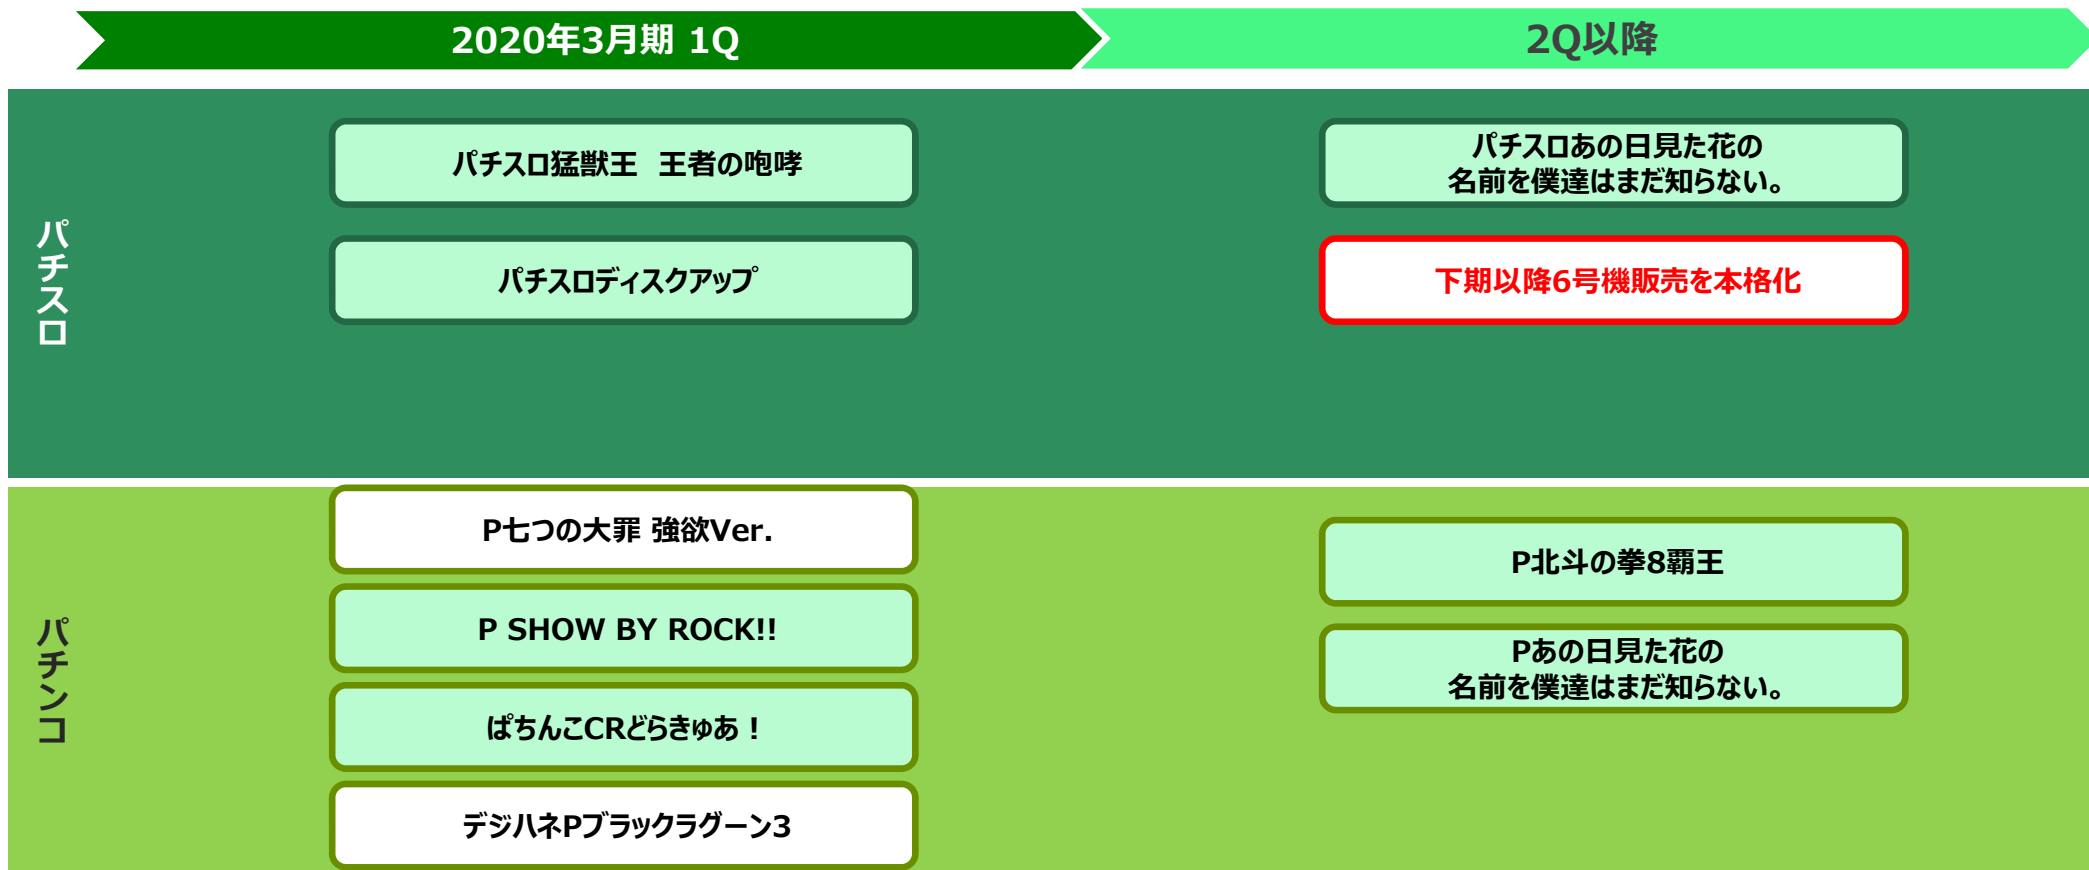 2020年3月期 1Q
2Q以降
パチスロ
パチスロ猛獣王 王者の咆哮
パチスロディスクアップ
パチスロあの日見た花の
名前を僕達はまだ知らない。
下期以降6号機販売を本格化
パチンコ
P七つの大罪 強欲Ver.
P SHOW BY ROCK!!
ぱちんこCRどらきゅあ！
デジハネPブラックラグーン3
P北斗の拳8覇王
Pあの日見た花の
名前を僕達はまだ知らない。